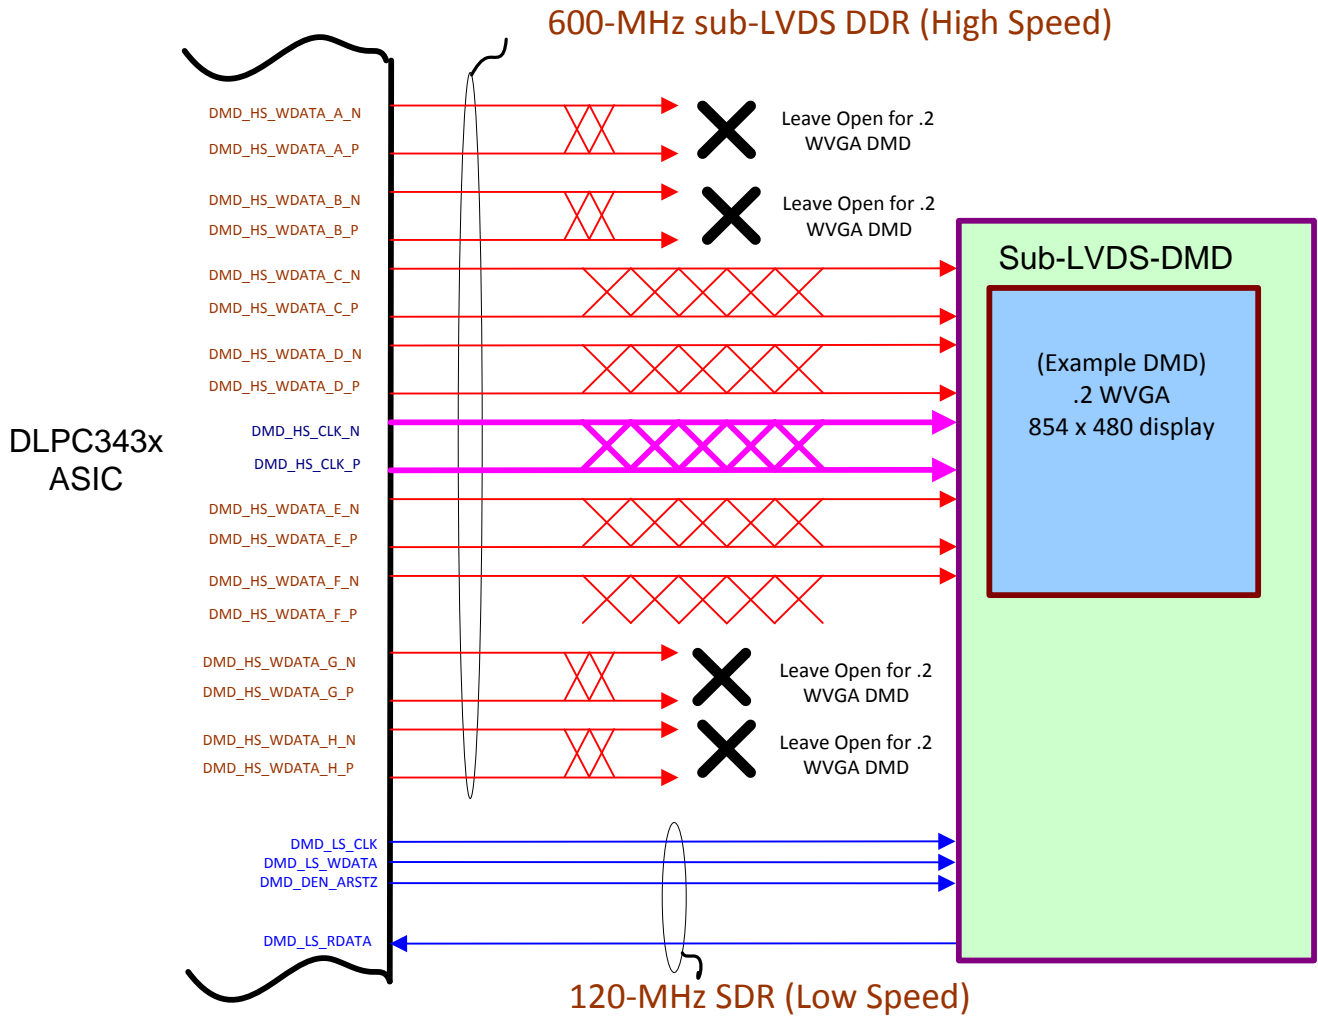 600-MHz sub-LVDS DDR (High Speed)
DMD_HS_WDATA_A_N
DMD_HS_WDATA_A_P
Leave Open for .2
WVGA DMD
DMD_HS_WDATA_B_N
DMD_HS_WDATA_B_P
Leave Open for .2
WVGA DMD
DMD_HS_WDATA_C_N
DMD_HS_WDATA_C_P
DMD_HS_WDATA_D_N
DMD_HS_WDATA_D_P
Sub-LVDS-DMD
(Example DMD)
.2 WVGA
854 x 480 display
DLPC343x
ASIC
DMD_HS_CLK_N
DMD_HS_CLK_P
DMD_HS_WDATA_E_N
DMD_HS_WDATA_E_P
DMD_HS_WDATA_F_N
DMD_HS_WDATA_F_P
DMD_HS_WDATA_G_N
DMD_HS_WDATA_G_P
Leave Open for .2
WVGA DMD
DMD_HS_WDATA_H_N
DMD_HS_WDATA_H_P
Leave Open for .2
WVGA DMD
DMD_LS_CLK
DMD_LS_WDATA
DMD_DEN_ARSTZ
DMD_LS_RDATA
120-MHz SDR (Low Speed)